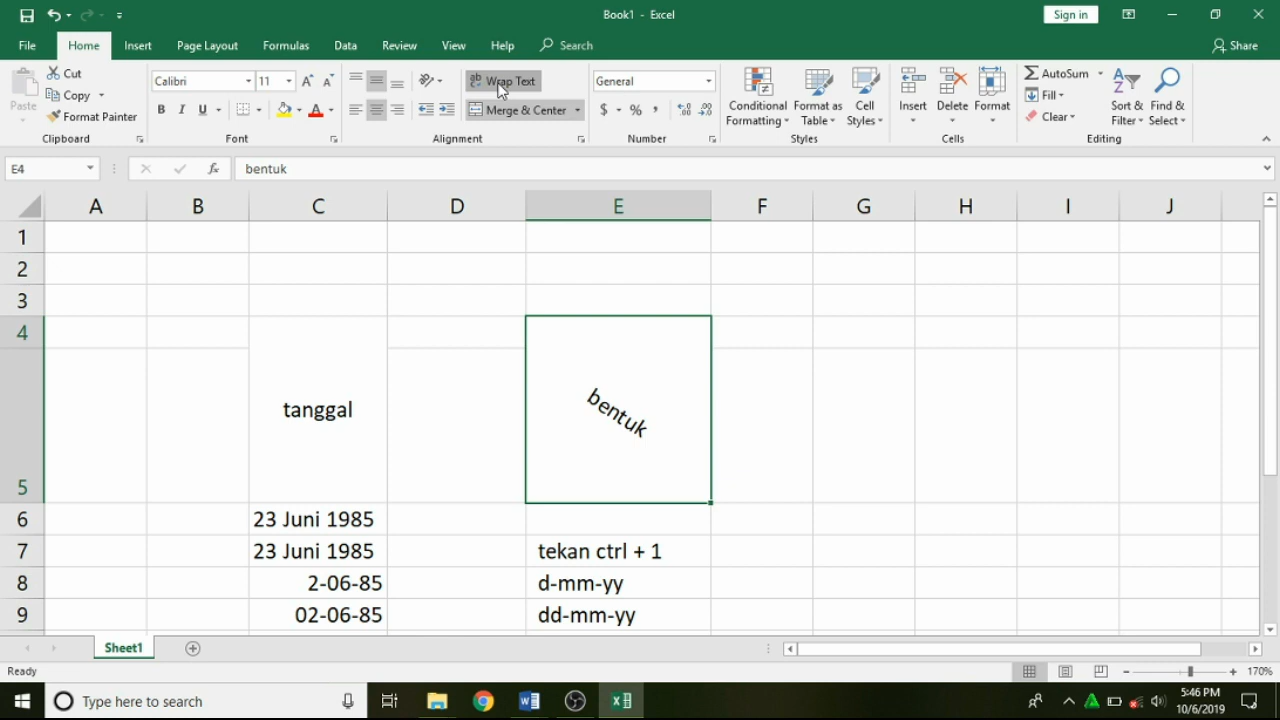 Book1 - Excel
Sign in
File Home Insert Page Layout Formulas Data Review View Help Search Share
Paste
Cut
Copy
Format Painter
Clipboard
Calibri 11
B I U
Font
Wrap Text
Merge & Center
Alignment
General
$ % ,
Number
Conditional Formatting
Format as Table
Cell Styles
Styles
Insert Delete Format
Cells
AutoSum
Fill
Clear
Sort & Filter
Find & Select
Editing
E4 fx bentuk
A B C D E F G H I J
1
2
3
4
tanggal bentuk
5
6 23 Juni 1985
7 23 Juni 1985 tekan ctrl + 1
8 2-06-85 d-mm-yy
9 02-06-85 dd-mm-yy
Sheet1
Ready 170%
Type here to search
5:46 PM
10/6/2019